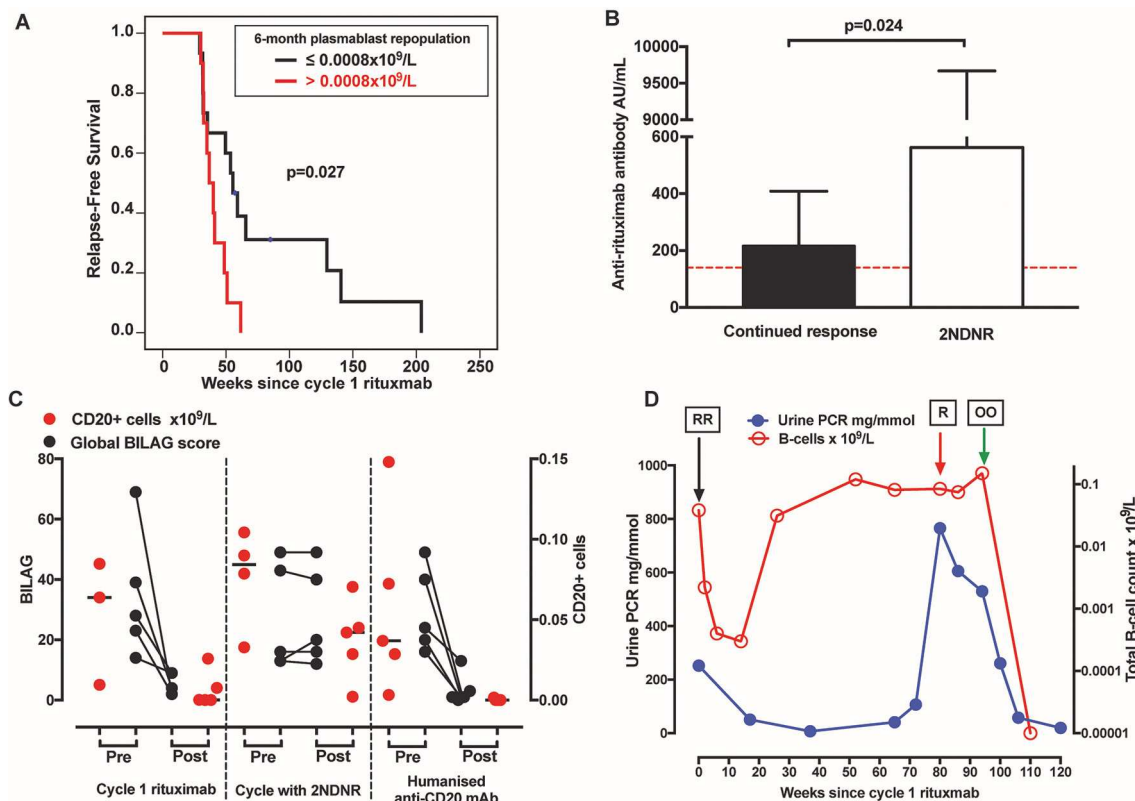 A
6-month plasmablast repopulation
≤ 0.0008x10⁹/L
> 0.0008x10⁹/L
p=0.027
Relapse-Free Survival
1.0
0.8
0.6
0.4
0.2
0.0
0 50 100 150 200 250
Weeks since cycle 1 rituxmab
B
p=0.024
Anti-rituximab antibody AU/mL
10000
9500
9000
600
400
200
0
Continued response 2NDNR
C
CD20+ cells x10⁹/L
Global BILAG score
BILAG
80
60
40
20
0
0.15
0.10
0.05
0.00
CD20+ cells
Pre Post Pre Post Pre Post
Cycle 1 rituximab Cycle with 2NDNR Humanised
anti-CD20 mAb
D
Urine PCR mg/mmol
B-cells x 10⁹/L
RR R OO
Urine PCR mg/mmol
1000
800
600
400
200
0
0.1
0.01
0.001
0.0001
0.00001
Total B-cell count x 10⁹/L
0 10 20 30 40 50 60 70 80 90 100 110 120
Weeks since cycle 1 rituxmab